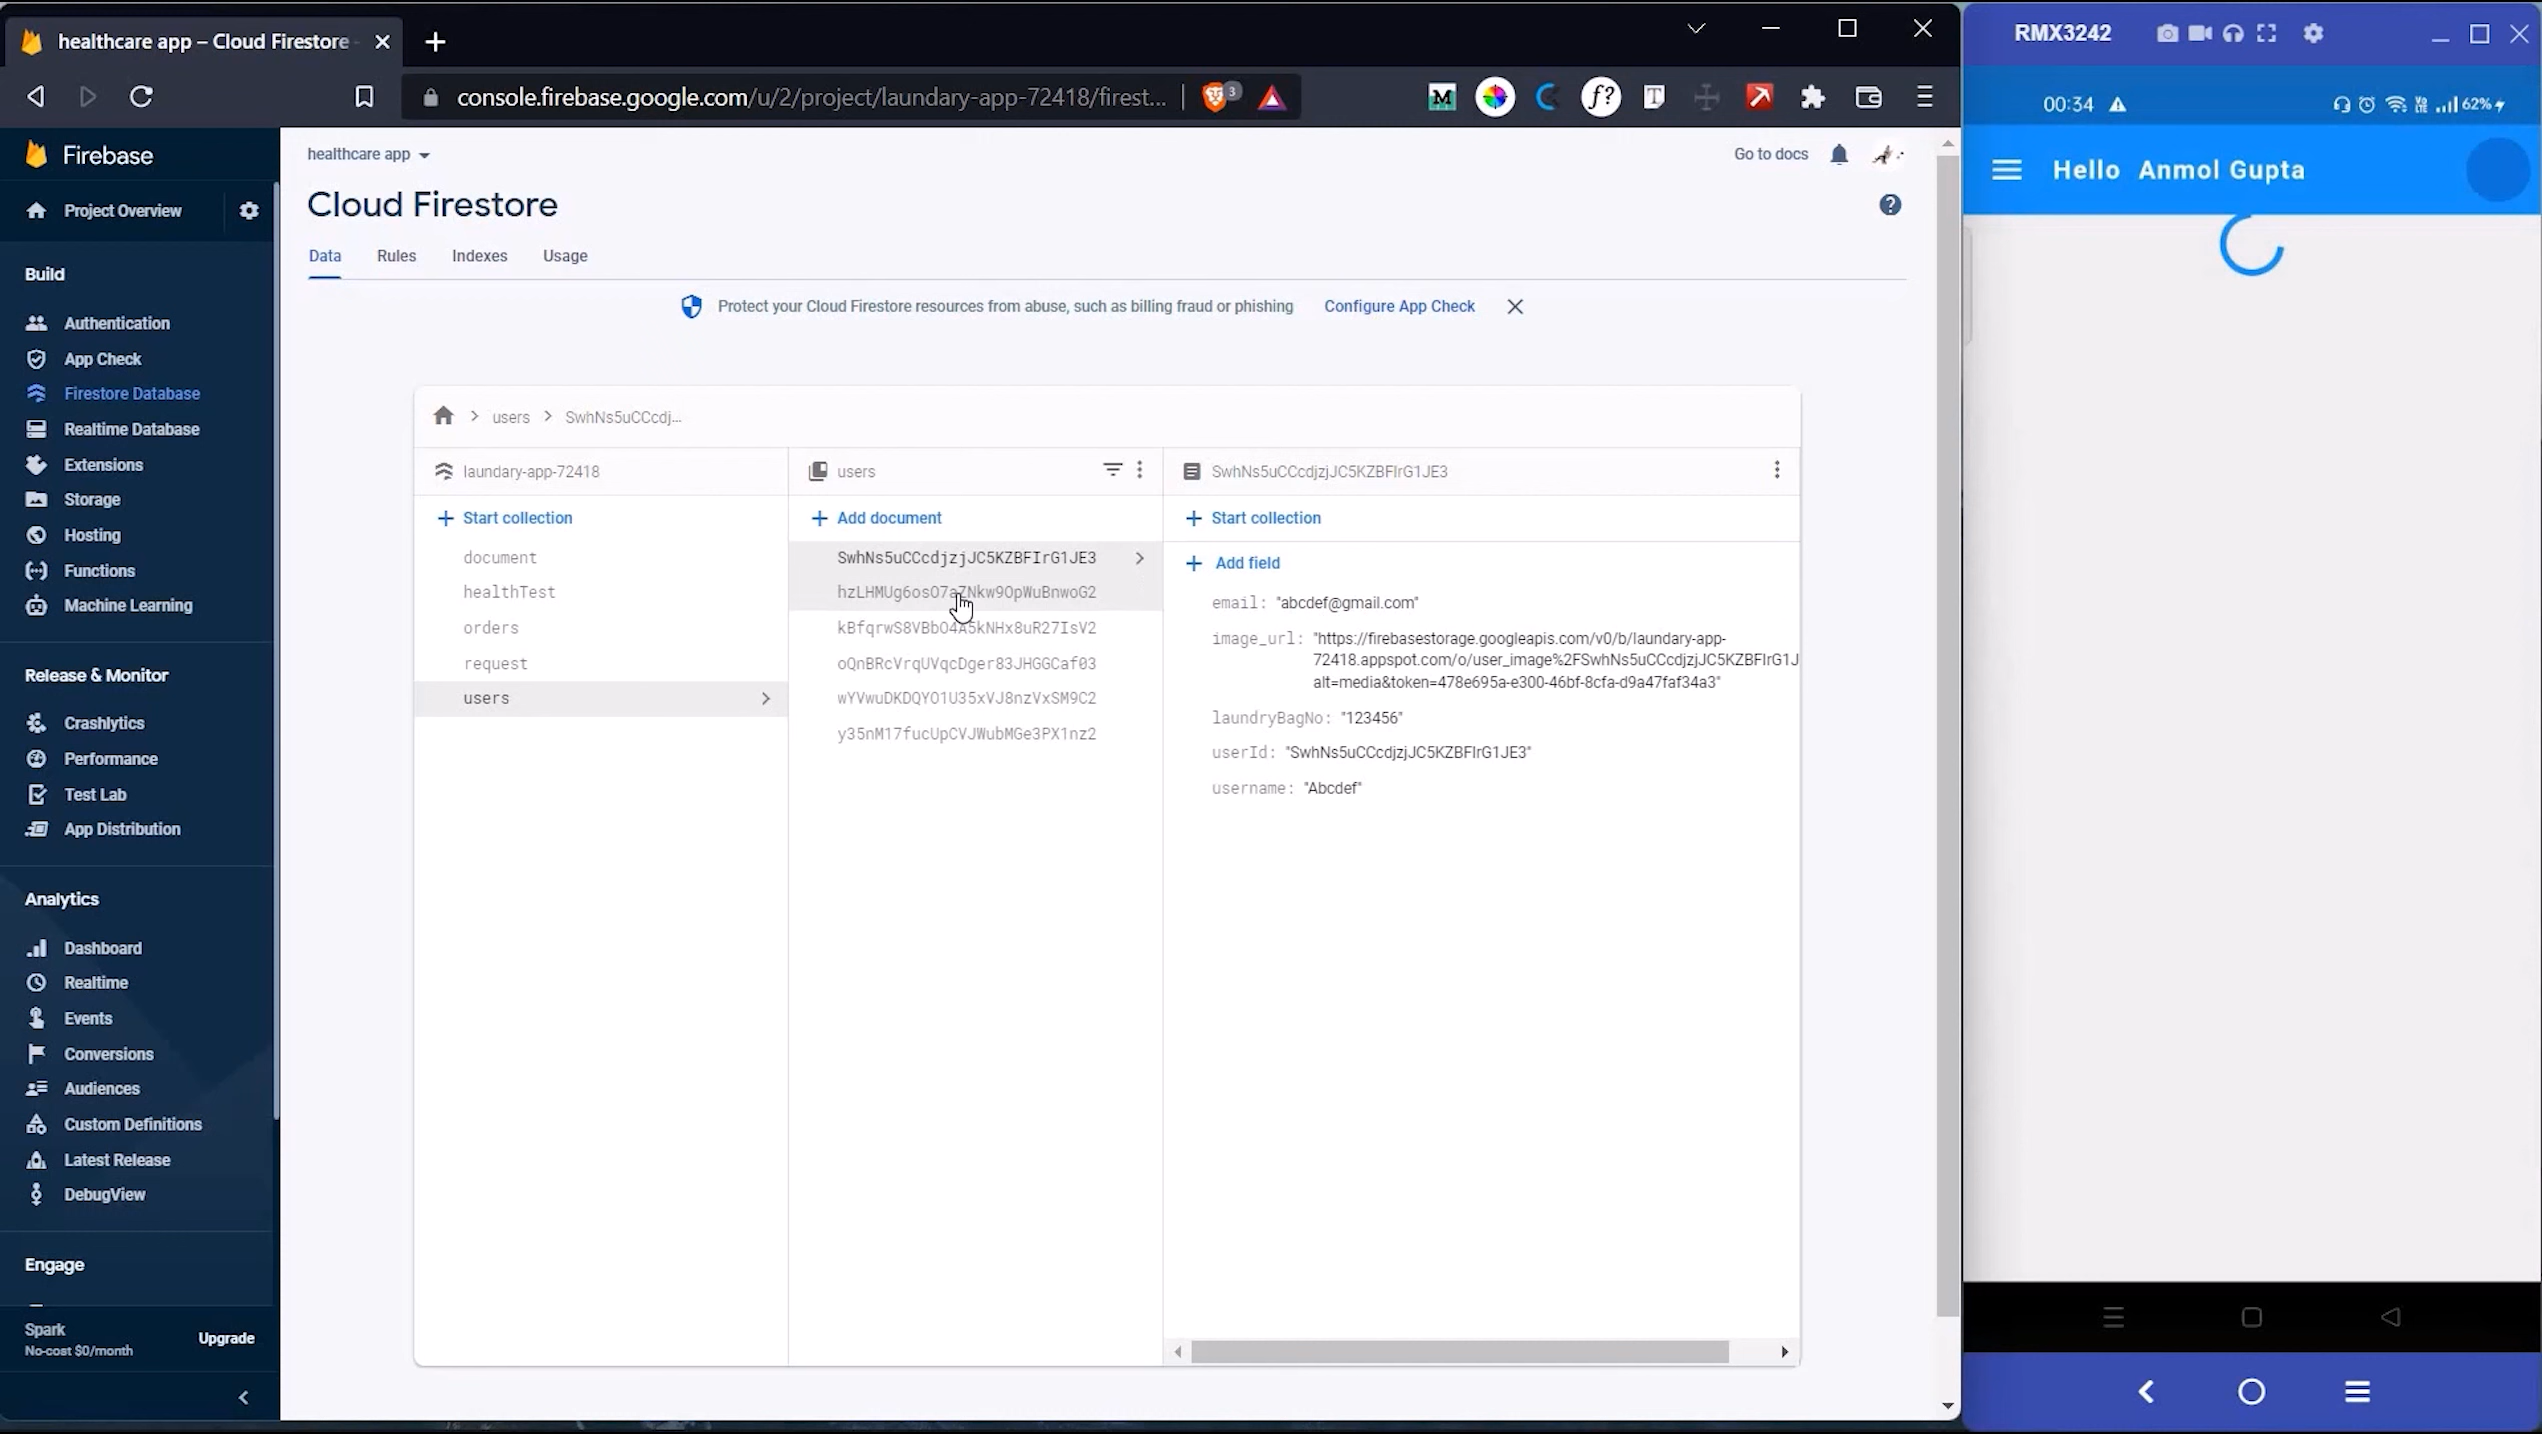 healthcare app – Cloud Firestore
console.firebase.google.com/u/2/project/laundary-app-72418/firest...
3
M
f?
T
Firebase
Project Overview
Build
Authentication
App Check
Firestore Database
Realtime Database
Extensions
Storage
Hosting
Functions
Machine Learning
Release & Monitor
Crashlytics
Performance
Test Lab
App Distribution
Analytics
Dashboard
Realtime
Events
Conversions
Audiences
Custom Definitions
Latest Release
DebugView
Engage
Spark
No-cost $0/month
Upgrade
healthcare app
Go to docs
Cloud Firestore
Data Rules Indexes Usage
Protect your Cloud Firestore resources from abuse, such as billing fraud or phishing Configure App Check
users > SwhNs5uCCcdj...
laundary-app-72418
Start collection
document
healthTest
orders
request
users
users
Add document
SwhNs5uCCcdjzjJC5KZBFIrG1JE3
hzLHMUg6osO7aZNkw9OpWuBnwoG2
kBfqrwS8VBbO4A5kNHx8uR27IsV2
oQnBRcVrqUVqcDger83JHGGCaf03
wYVwuDKDQYO1U35xVJ8nzVxSM9C2
y35nM17fucUpCVJWubMGe3PX1nz2
SwhNs5uCCcdjzjJC5KZBFIrG1JE3
Start collection
Add field
email: "abcdef@gmail.com"
image_url: "https://firebasestorage.googleapis.com/v0/b/laundary-app-
72418.appspot.com/o/user_image%2FSwhNs5uCCcdjzjJC5KZBFIrG1J
alt=media&token=478e695a-e300-46bf-8cfa-d9a47faf34a3"
laundryBagNo: "123456"
userId: "SwhNs5uCCcdjzjJC5KZBFIrG1JE3"
username: "Abcdef"
RMX3242
00:34
62%
Hello Anmol Gupta